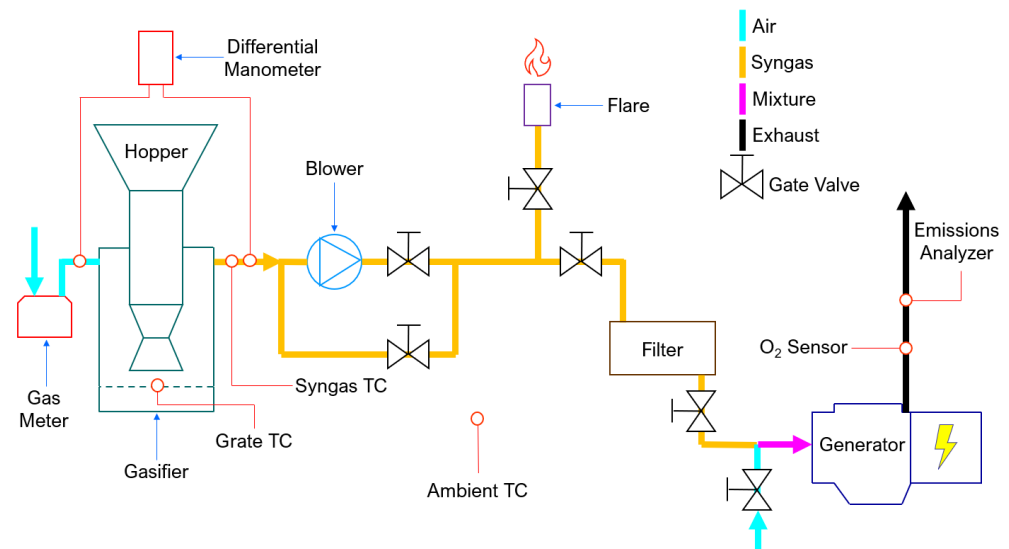 Differential
Manometer
Hopper
Blower
Flare
Air
Syngas
Mixture
Exhaust
Gate Valve
Emissions
Analyzer
Gas
Meter
Syngas TC
Grate TC
Gasifier
Ambient TC
Filter
O₂ Sensor
Generator